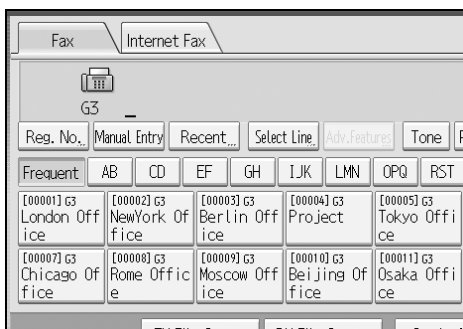 Fax Internet Fax
G3 _
Reg. No. Manual Entry Recent... Select Line Adv.Features Tone
Frequent AB CD EF GH IJK LMN OPQ RST
[00001] G3 [00002] G3 [00003] G3 [00004] G3 [00005] G3
London Off NewYork Of Berlin Off Project Tokyo Offi
ice ffice ice ce
[00007] G3 [00008] G3 [00009] G3 [00010] G3 [00011] G3
Chicago Of Rome Offic Moscow Off Beijing Of Osaka Offi
fice e ice fice ce